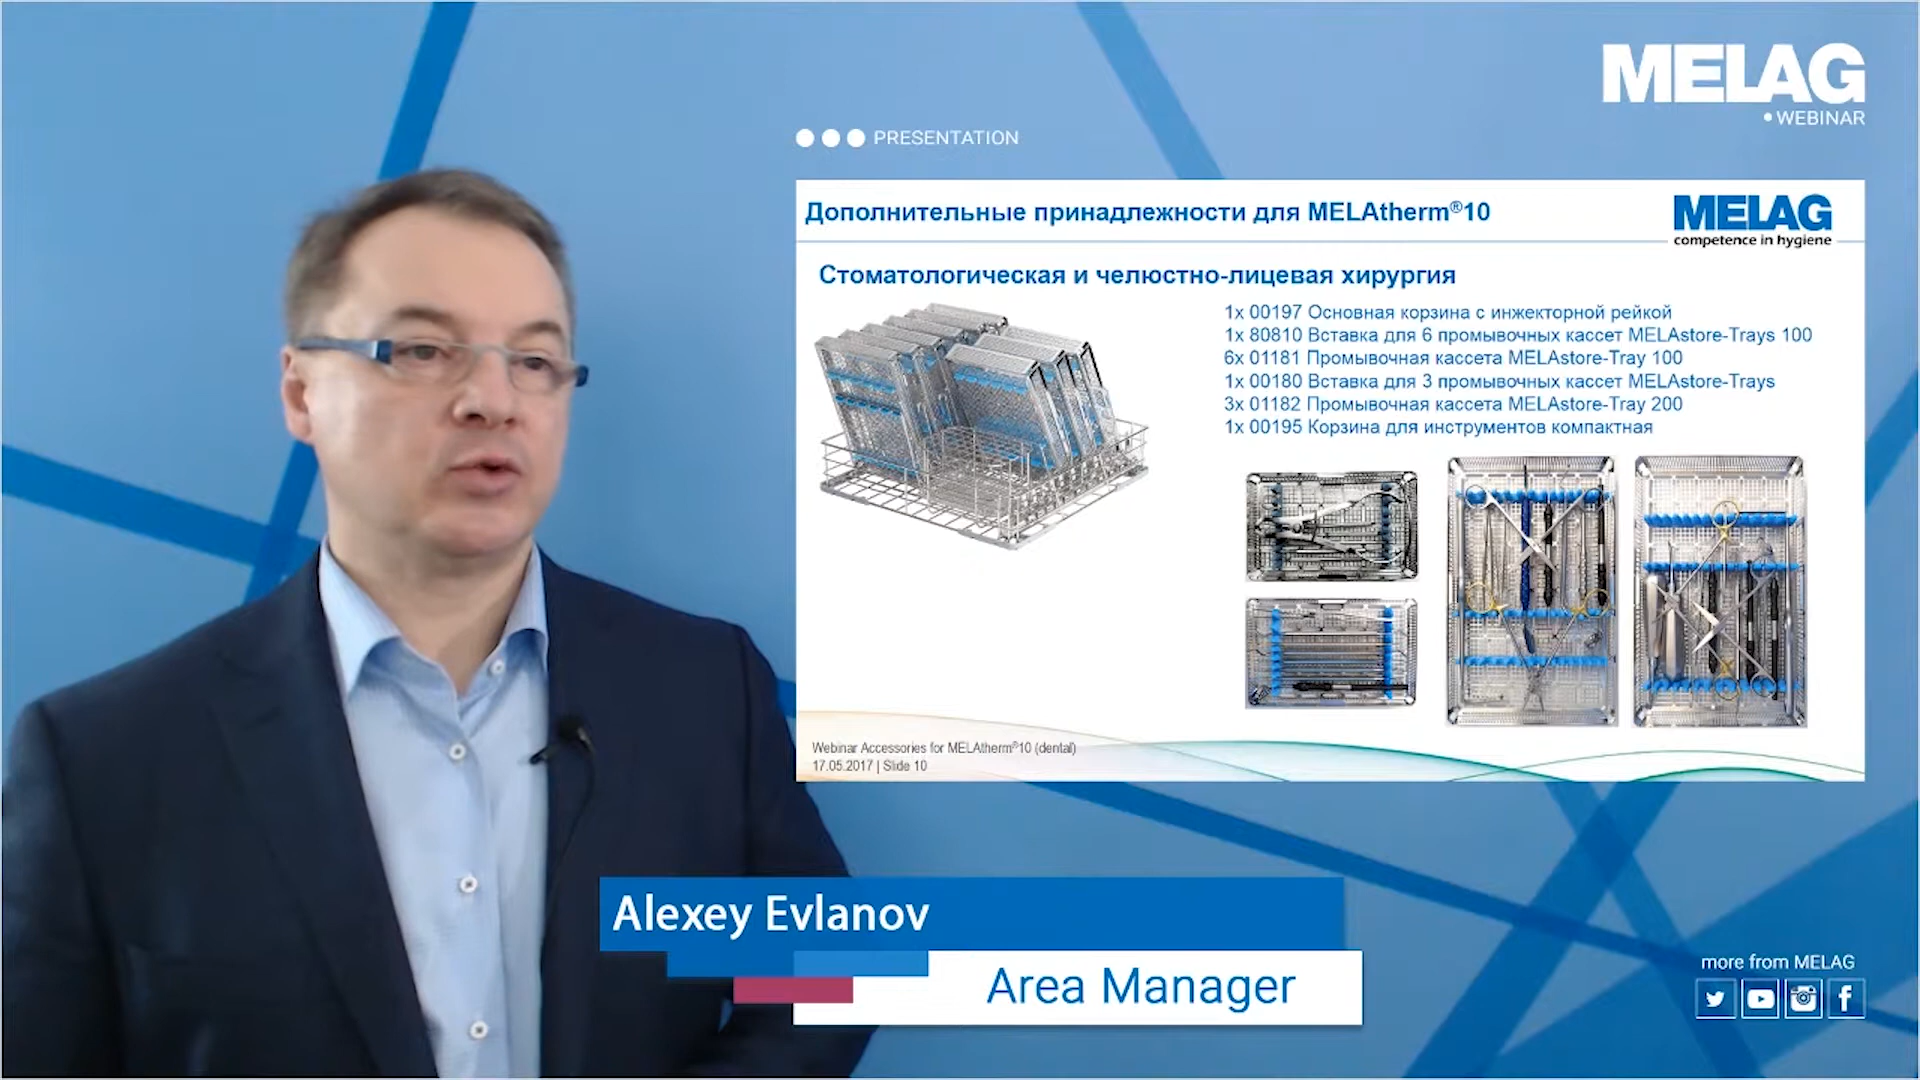 MELAG
• WEBINAR
PRESENTATION
Дополнительные принадлежности для MELAtherm®10
MELAG
competence in hygiene
Стоматологическая и челюстно-лицевая хирургия
1x 00197 Основная корзина с инжекторной рейкой
1x 80810 Вставка для 6 промывочных кассет MELAstore-Trays 100
6x 01181 Промывочная кассета MELAstore-Tray 100
1x 00180 Вставка для 3 промывочных кассет MELAstore-Trays
3x 01182 Промывочная кассета MELAstore-Tray 200
1x 00195 Корзина для инструментов компактная
Webinar Accessories for MELAtherm®10 (dental)
17.05.2017 | Slide 10
Alexey Evlanov
Area Manager
more from MELAG